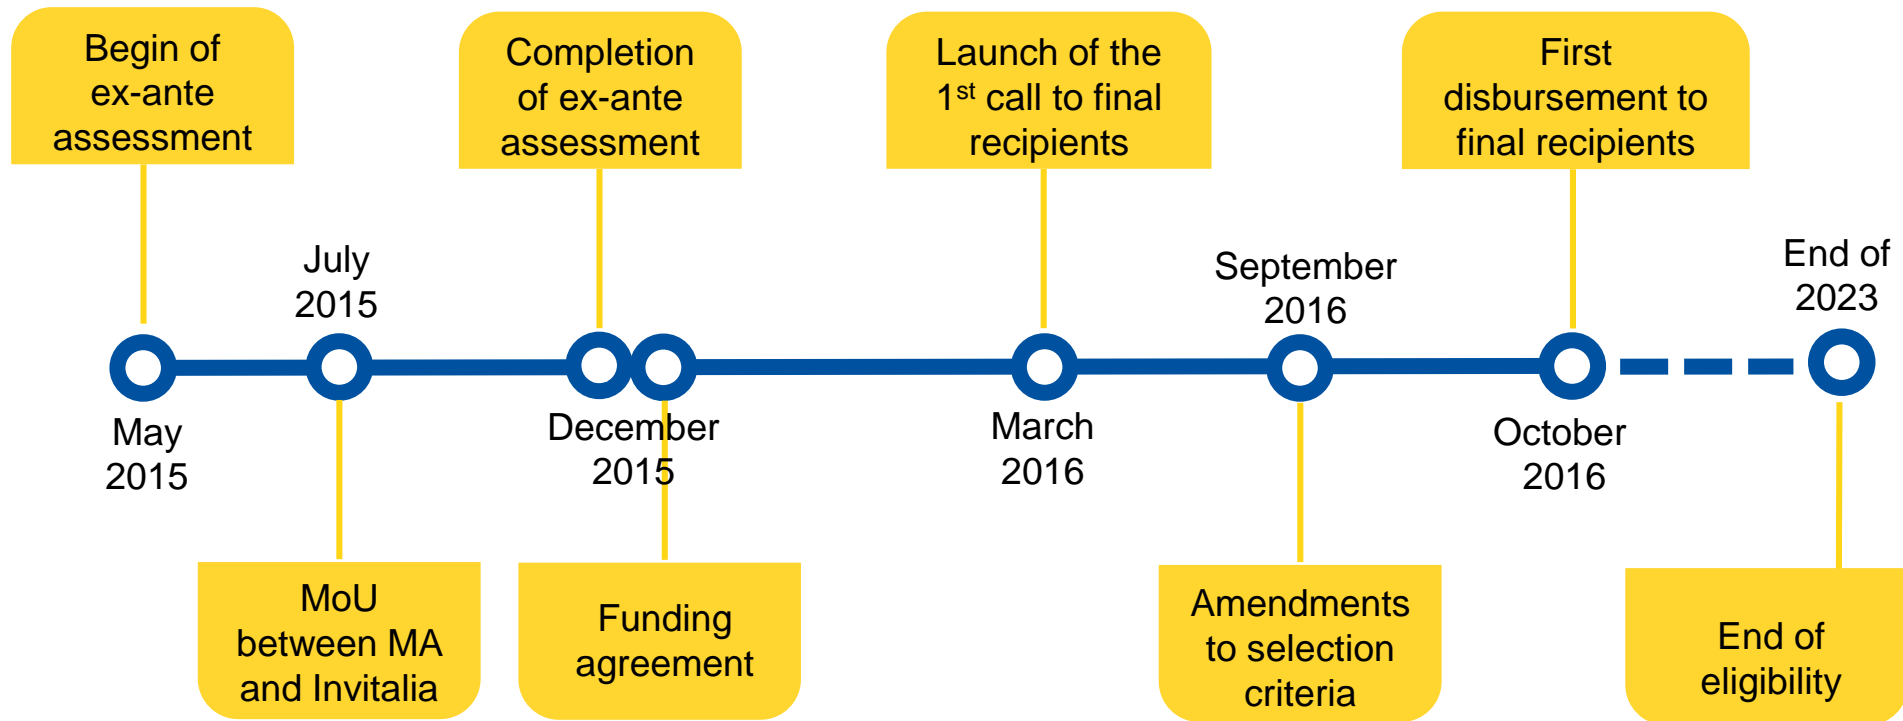 Begin of
ex-ante
assessment
Completion
of ex-ante
assessment
Launch of the
1st call to final
recipients
First
disbursement to
final recipients
July
2015
September
2016
End of
2023
May
2015
December
2015
March
2016
October
2016
MoU
between MA
and Invitalia
Funding
agreement
Amendments
to selection
criteria
End of
eligibility